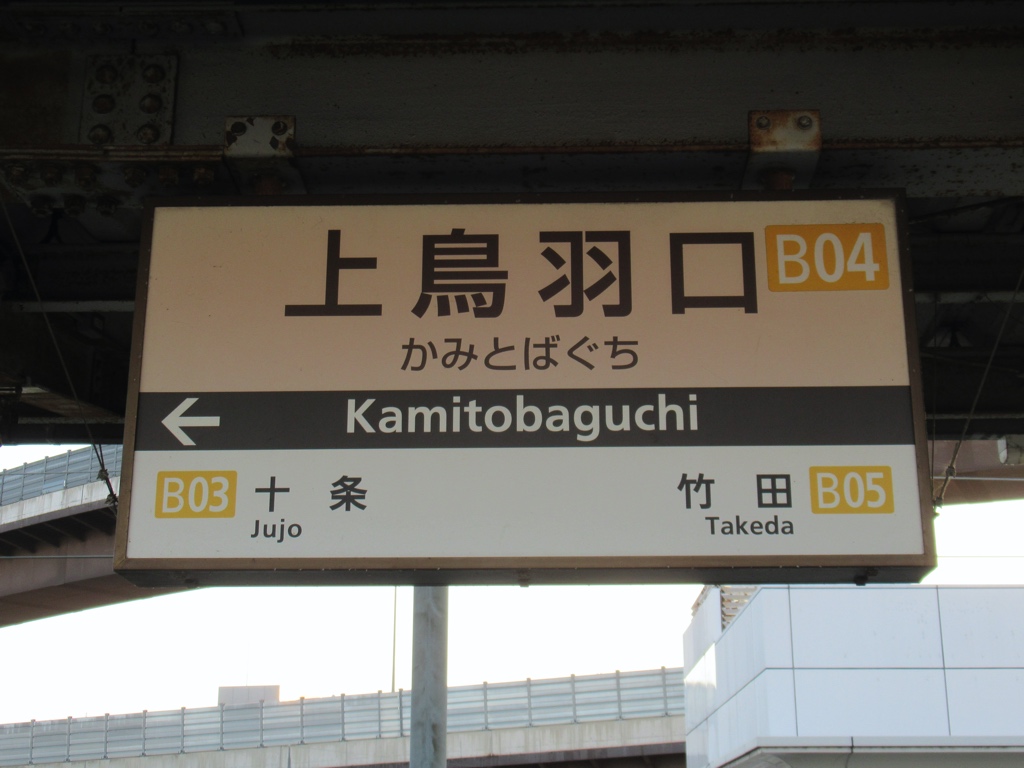 上鳥羽口 B04
かみとばぐち
← Kamitobaguchi
B03 十条 竹田 B05
Jujo Takeda